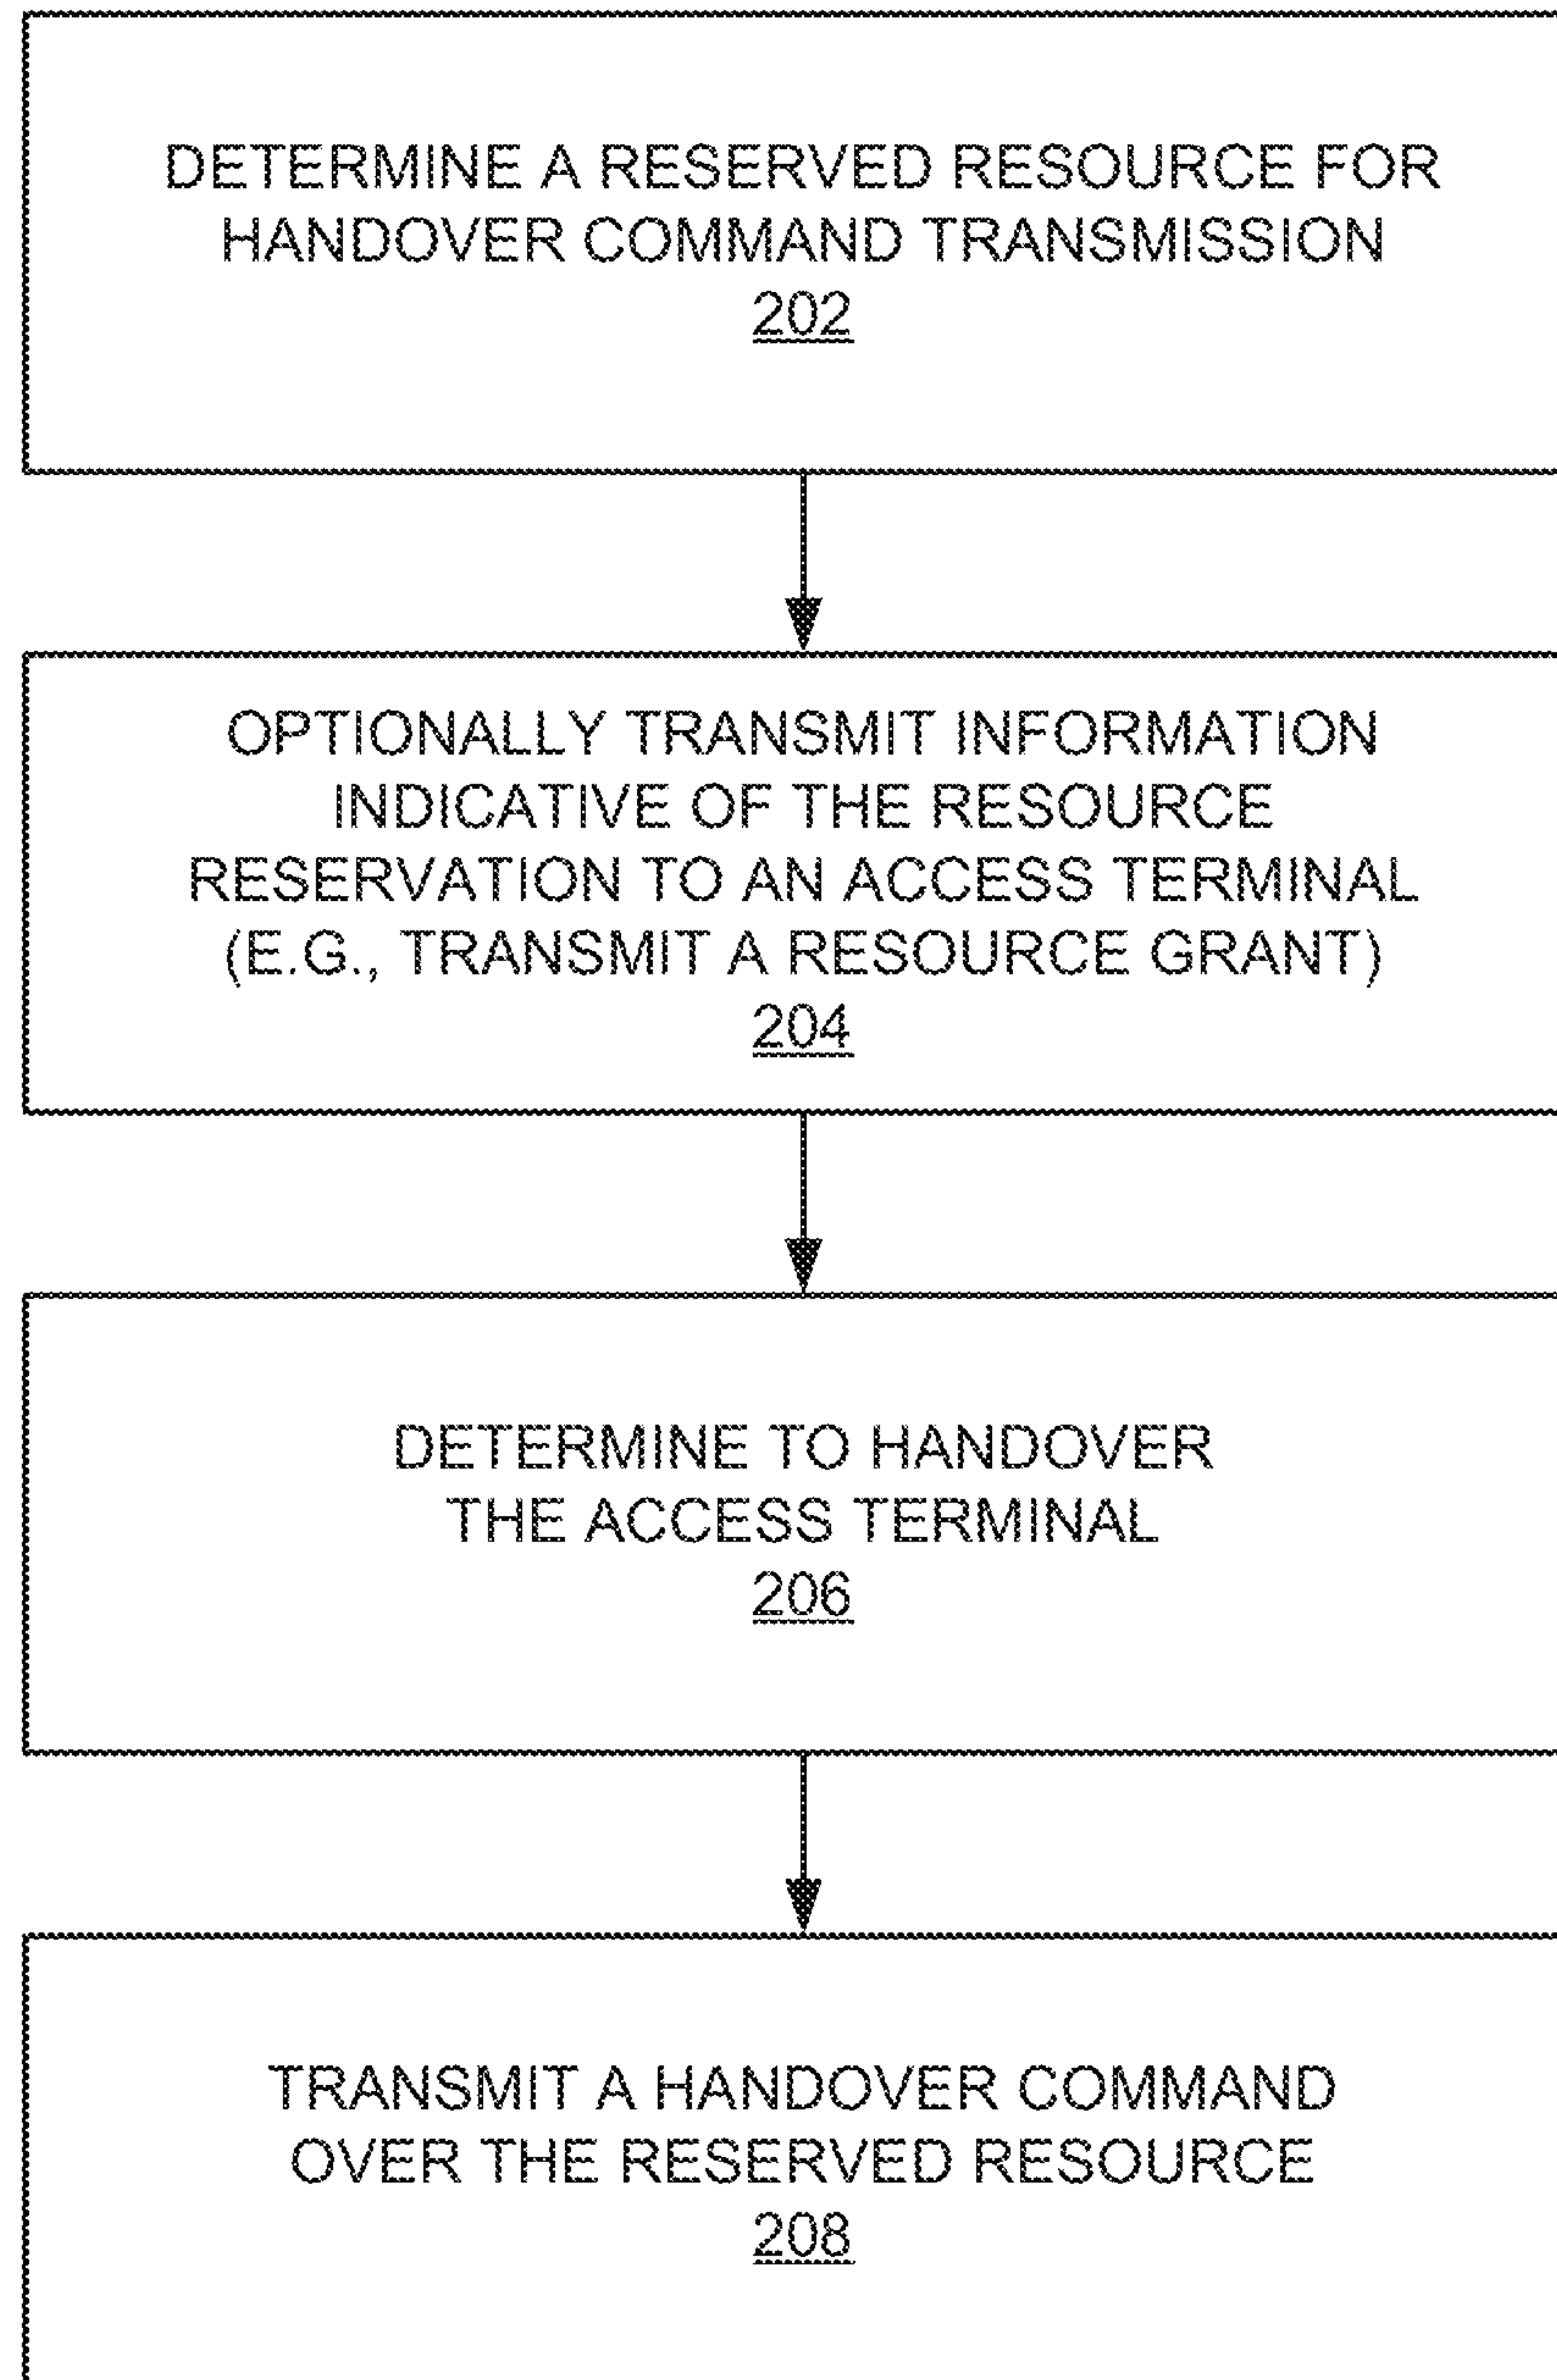 DETERMINE A RESERVED RESOURCE FOR
HANDOVER COMMAND TRANSMISSION
202
OPTIONALLY TRANSMIT INFORMATION
INDICATIVE OF THE RESOURCE
RESERVATION TO AN ACCESS TERMINAL
(E.G., TRANSMIT A RESOURCE GRANT)
204
DETERMINE TO HANDOVER
THE ACCESS TERMINAL
206
TRANSMIT A HANDOVER COMMAND
OVER THE RESERVED RESOURCE
208